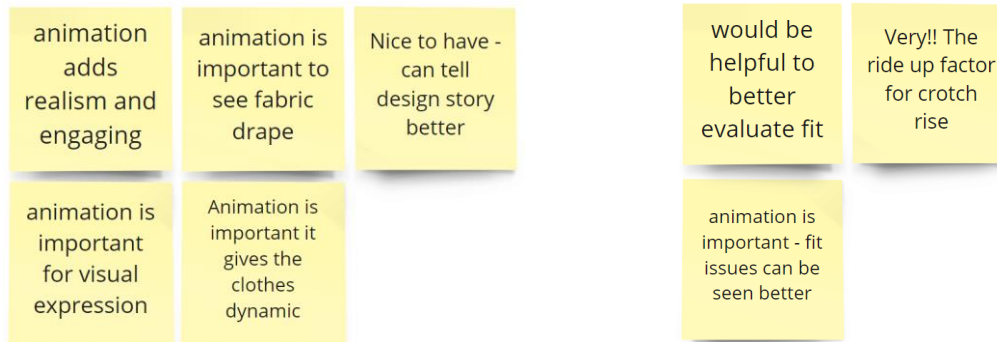 animation
adds
realism and
engaging
animation is
important to
see fabric
drape
Nice to have -
can tell
design story
better
animation is
important
for visual
expression
Animation is
important it
gives the
clothes
dynamic
would be
helpful to
better
evaluate fit
Very!! The
ride up factor
for crotch
rise
animation is
important - fit
issues can be
seen better